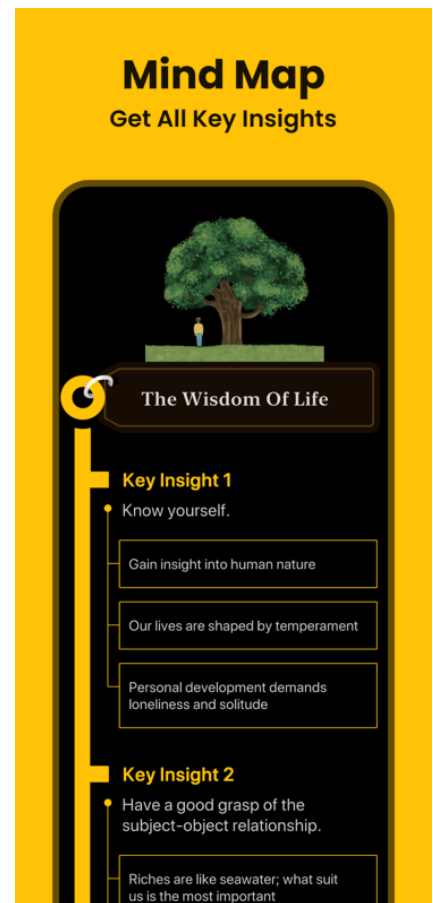 Mind Map
Get All Key Insights
The Wisdom Of Life
Key Insight 1
Know yourself.
Gain insight into human nature
Our lives are shaped by temperament
Personal development demands
loneliness and solitude
Key Insight 2
Have a good grasp of the
subject-object relationship.
Riches are like seawater; what suit
us is the most important